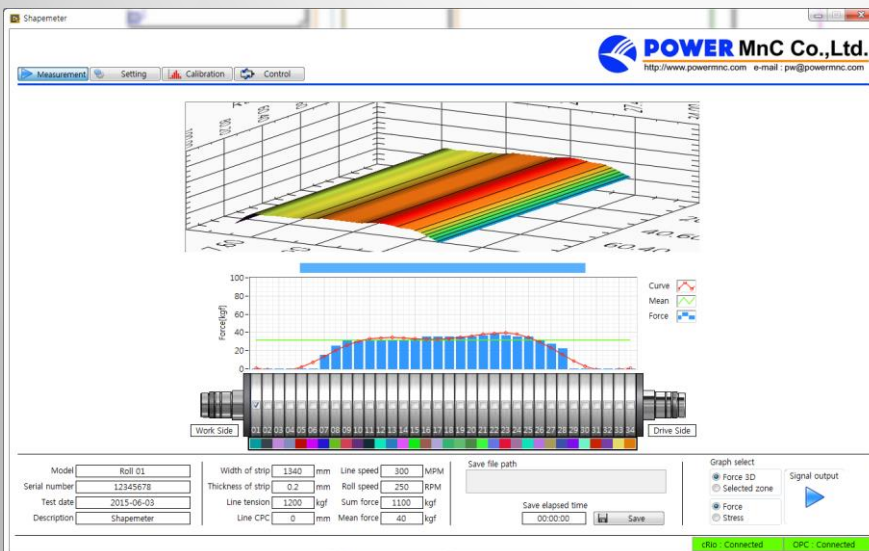 Shapemeter
POWER MnC Co.,Ltd.
http://www.powermnc.com e-mail : pw@powermnc.com
Measurement Setting Calibration Control
40.60
60.40
100
80
60
40
20
0
Force[kgf]
Curve
Mean
Force
01 02 03 04 05 06 07 08 09 10 11 12 13 14 15 16 17 18 19 20 21 22 23 24 25 26 27 28 29 30 31 32 33 34
Work Side Drive Side
Model Roll 01
Serial number 12345678
Test date 2015-06-03
Description Shapemeter
Width of strip 1340 mm Line speed 300 MPM
Thickness of strip 0.2 mm Roll speed 250 RPM
Line tension 1200 kgf Sum force 1100 kgf
Line CPC 0 mm Mean force 40 kgf
Save file path
Save elapsed time
00:00:00 Save
Graph select
Force 3D
Selected zone
Force
Stress
Signal output
cRio : Connected OPC : Connected